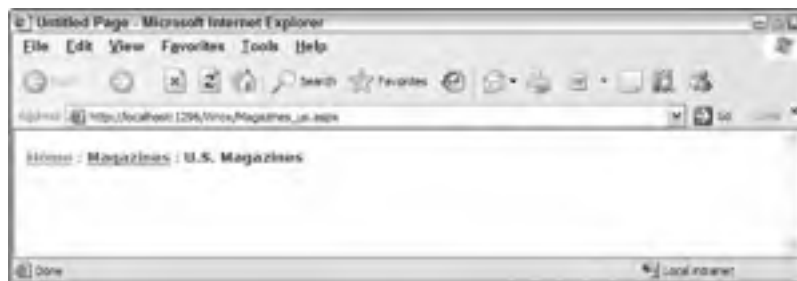 Untitled Page - Microsoft Internet Explorer
File Edit View Favorites Tools Help
Search Favorites
Address http://localhost:1296/Wrox/Magazines_us.aspx Go
Home : Magazines : U.S. Magazines
Done Local intranet